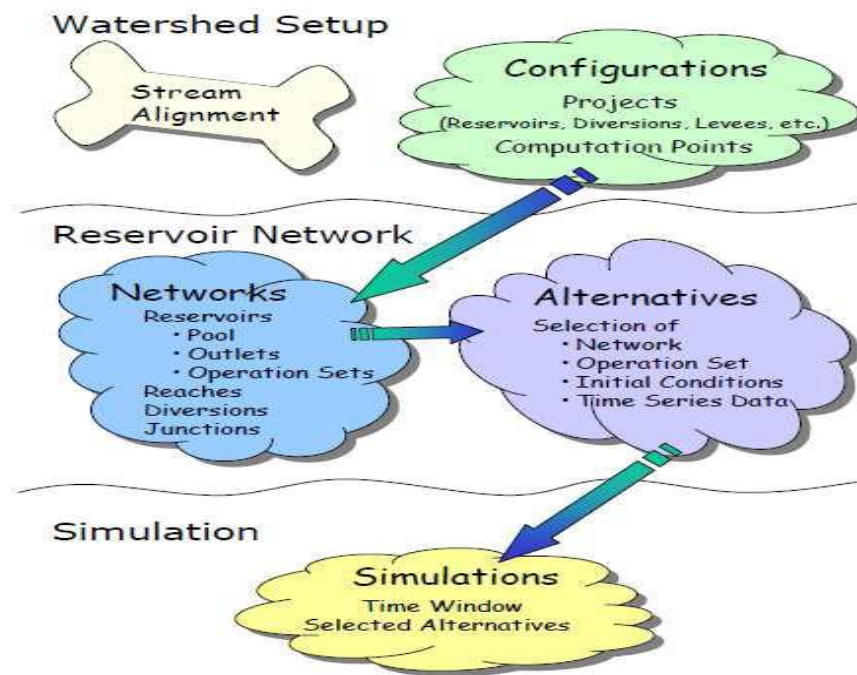 Watershed Setup
Stream
Alignment
Configurations
Projects
(Reservoirs, Diversions, Levees, etc.)
Computation Points
Reservoir Network
Networks
Reservoirs
• Pool
• Outlets
• Operation Sets
Reaches
Diversions
Junctions
Alternatives
Selection of
• Network
• Operation Set
• Initial Conditions
• Time Series Data
Simulation
Simulations
Time Window
Selected Alternatives